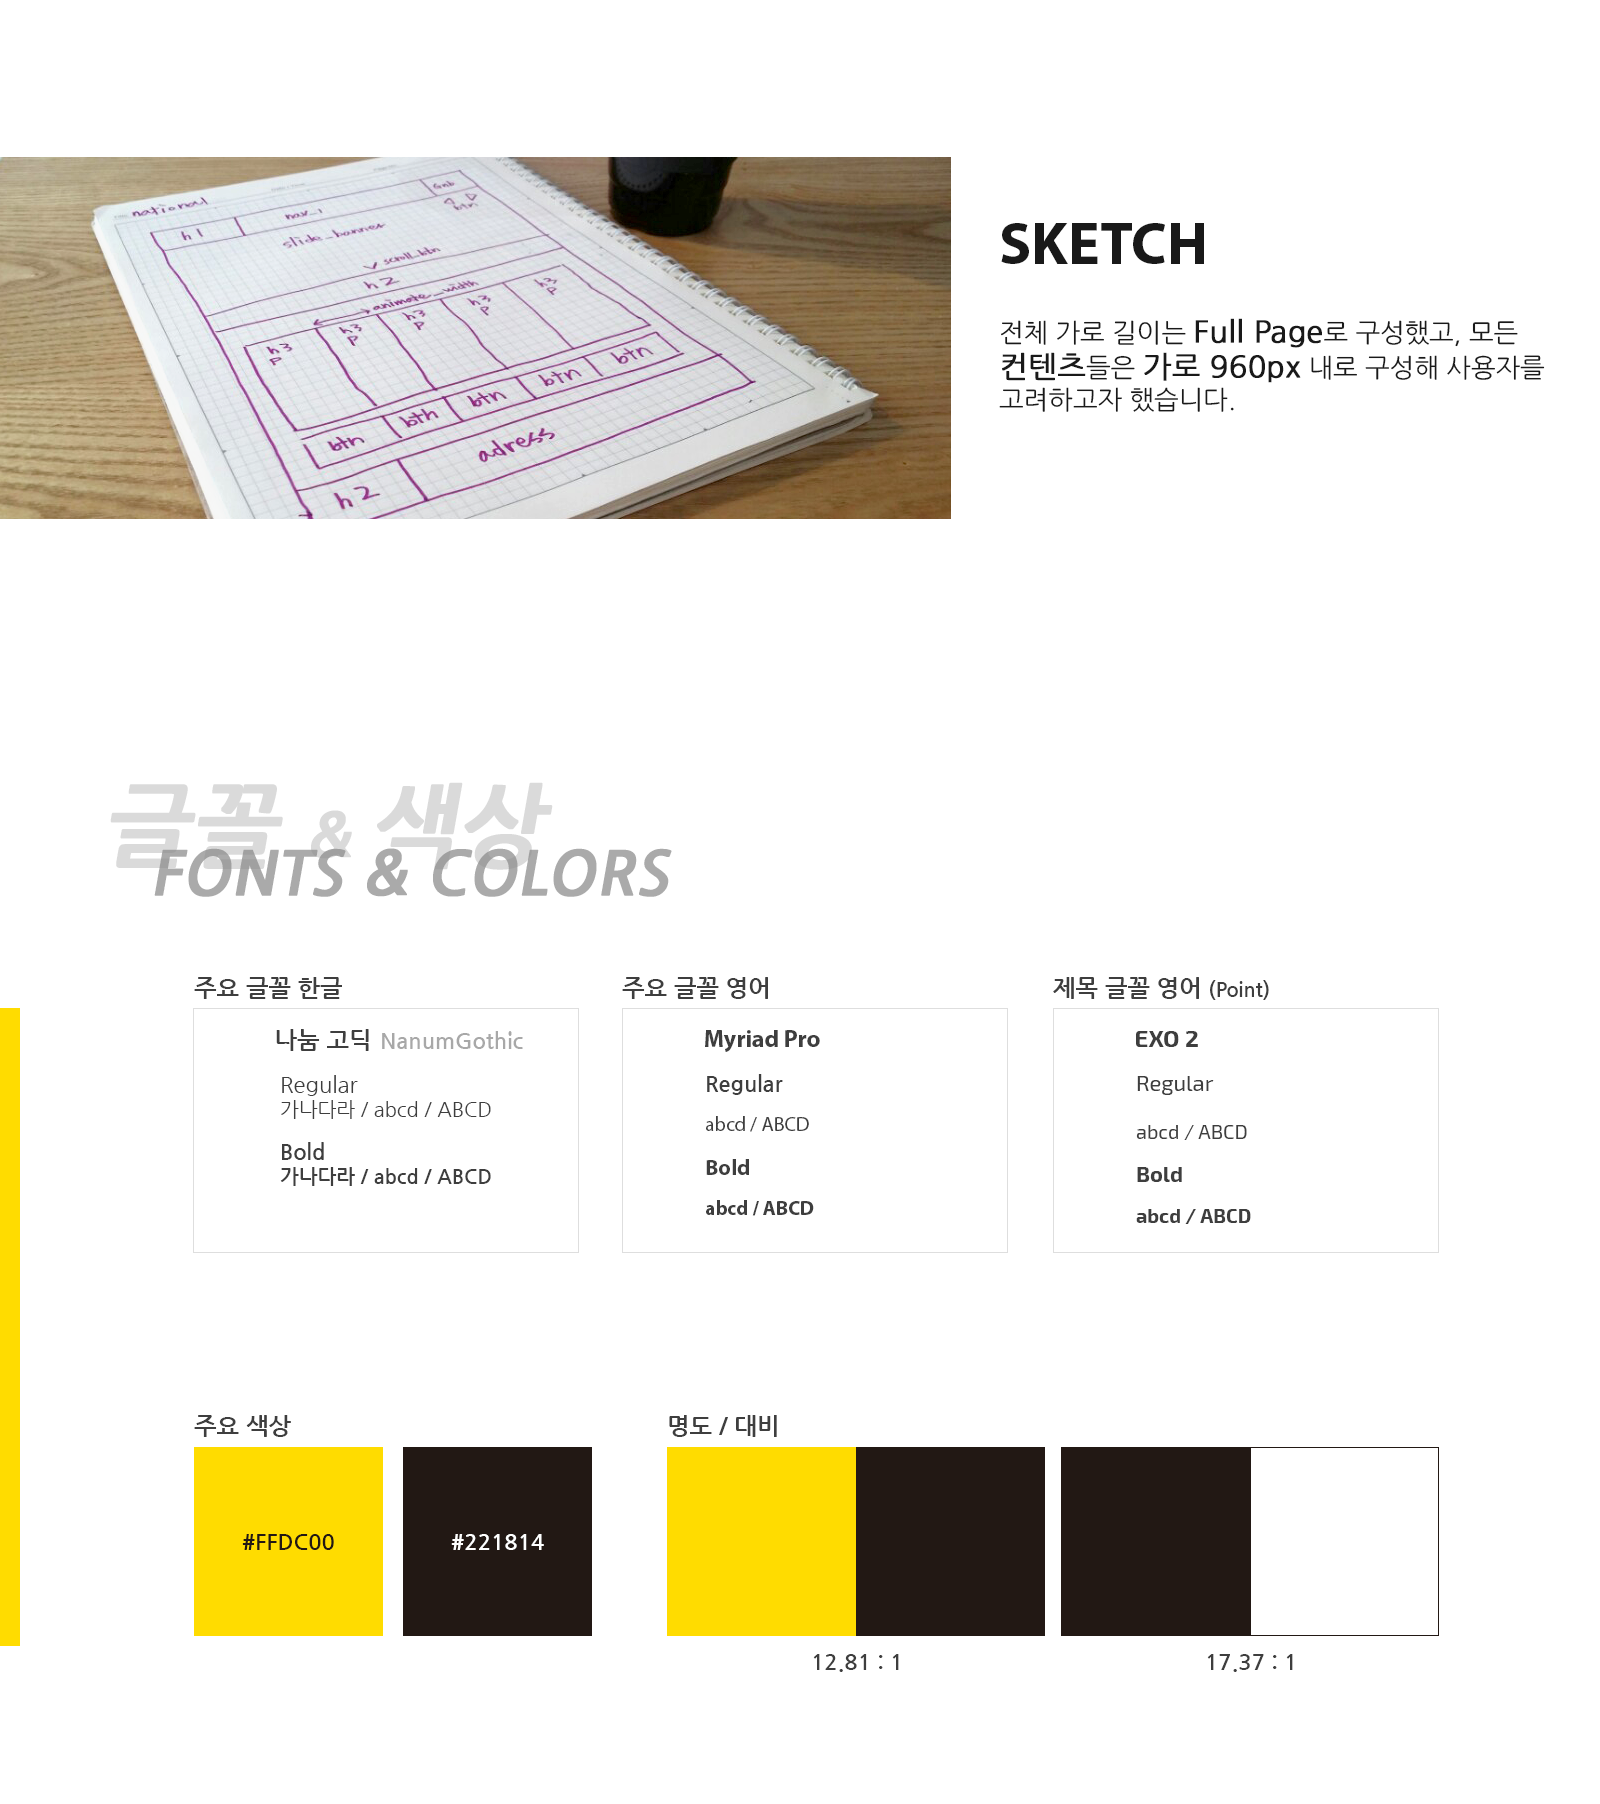 national
h1
nav_1
Gnb
btn
slide_banner
scroll_btn
h2
animate_width
h3
p
h3
p
h3
p
h3
p
h3
p
btn
btn
btn
btn
btn
h2
adress
SKETCH
전체 가로 길이는 Full Page로 구성했고, 모든
컨텐츠들은 가로 960px 내로 구성해 사용자를
고려하고자 했습니다.
글꼴 & 색상
FONTS & COLORS
주요 글꼴 한글
나눔 고딕 NanumGothic
Regular
가나다라 / abcd / ABCD
Bold
가나다라 / abcd / ABCD
주요 글꼴 영어
Myriad Pro
Regular
abcd / ABCD
Bold
abcd / ABCD
제목 글꼴 영어 (Point)
EXO 2
Regular
abcd / ABCD
Bold
abcd / ABCD
주요 색상
#FFDC00
#221814
명도 / 대비
12.81 : 1
17.37 : 1